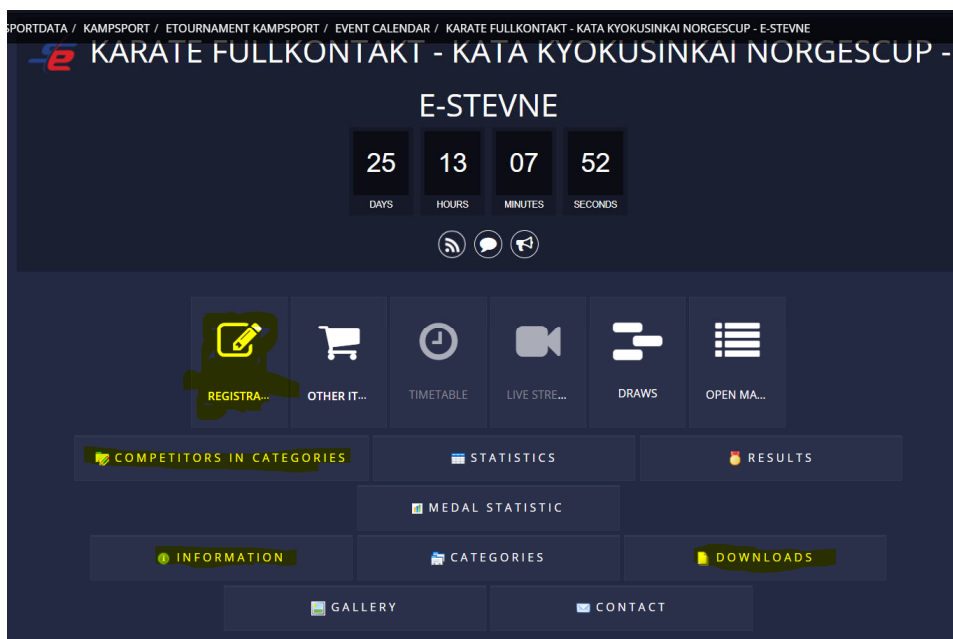 SPORTDATA / KAMPSPORT / ETOURNAMENT KAMPSPORT / EVENT CALENDAR / KARATE FULLKONTAKT - KATA KYOKUSINKAI NORGESCUP - E-STEVNE
KARATE FULLKONTAKT - KATA KYOKUSINKAI NORGESCUP -
E-STEVNE
25 13 07 52
DAYS HOURS MINUTES SECONDS
REGISTRA... OTHER IT... TIMETABLE LIVE STRE... DRAWS OPEN MA...
COMPETITORS IN CATEGORIES STATISTICS RESULTS
MEDAL STATISTIC
INFORMATION CATEGORIES DOWNLOADS
GALLERY CONTACT